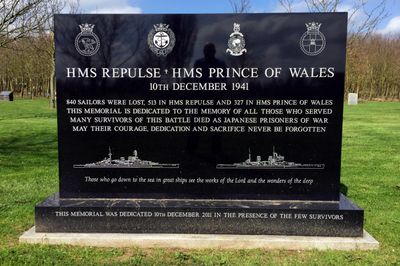 HMS REPULSE † HMS PRINCE OF WALES
10TH DECEMBER 1941
840 SAILORS WERE LOST, 513 IN HMS REPULSE AND 327 IN HMS PRINCE OF WALES
THIS MEMORIAL IS DEDICATED TO THE MEMORY OF ALL THOSE WHO SERVED
MANY SURVIVORS OF THIS BATTLE DIED AS JAPANESE PRISONERS OF WAR
MAY THEIR COURAGE, DEDICATION AND SACRIFICE NEVER BE FORGOTTEN
Those who go down to the sea in great ships see the works of the Lord and the wonders of the deep
THIS MEMORIAL WAS DEDICATED 10TH DECEMBER 2011 IN THE PRESENCE OF THE FEW SURVIVORS